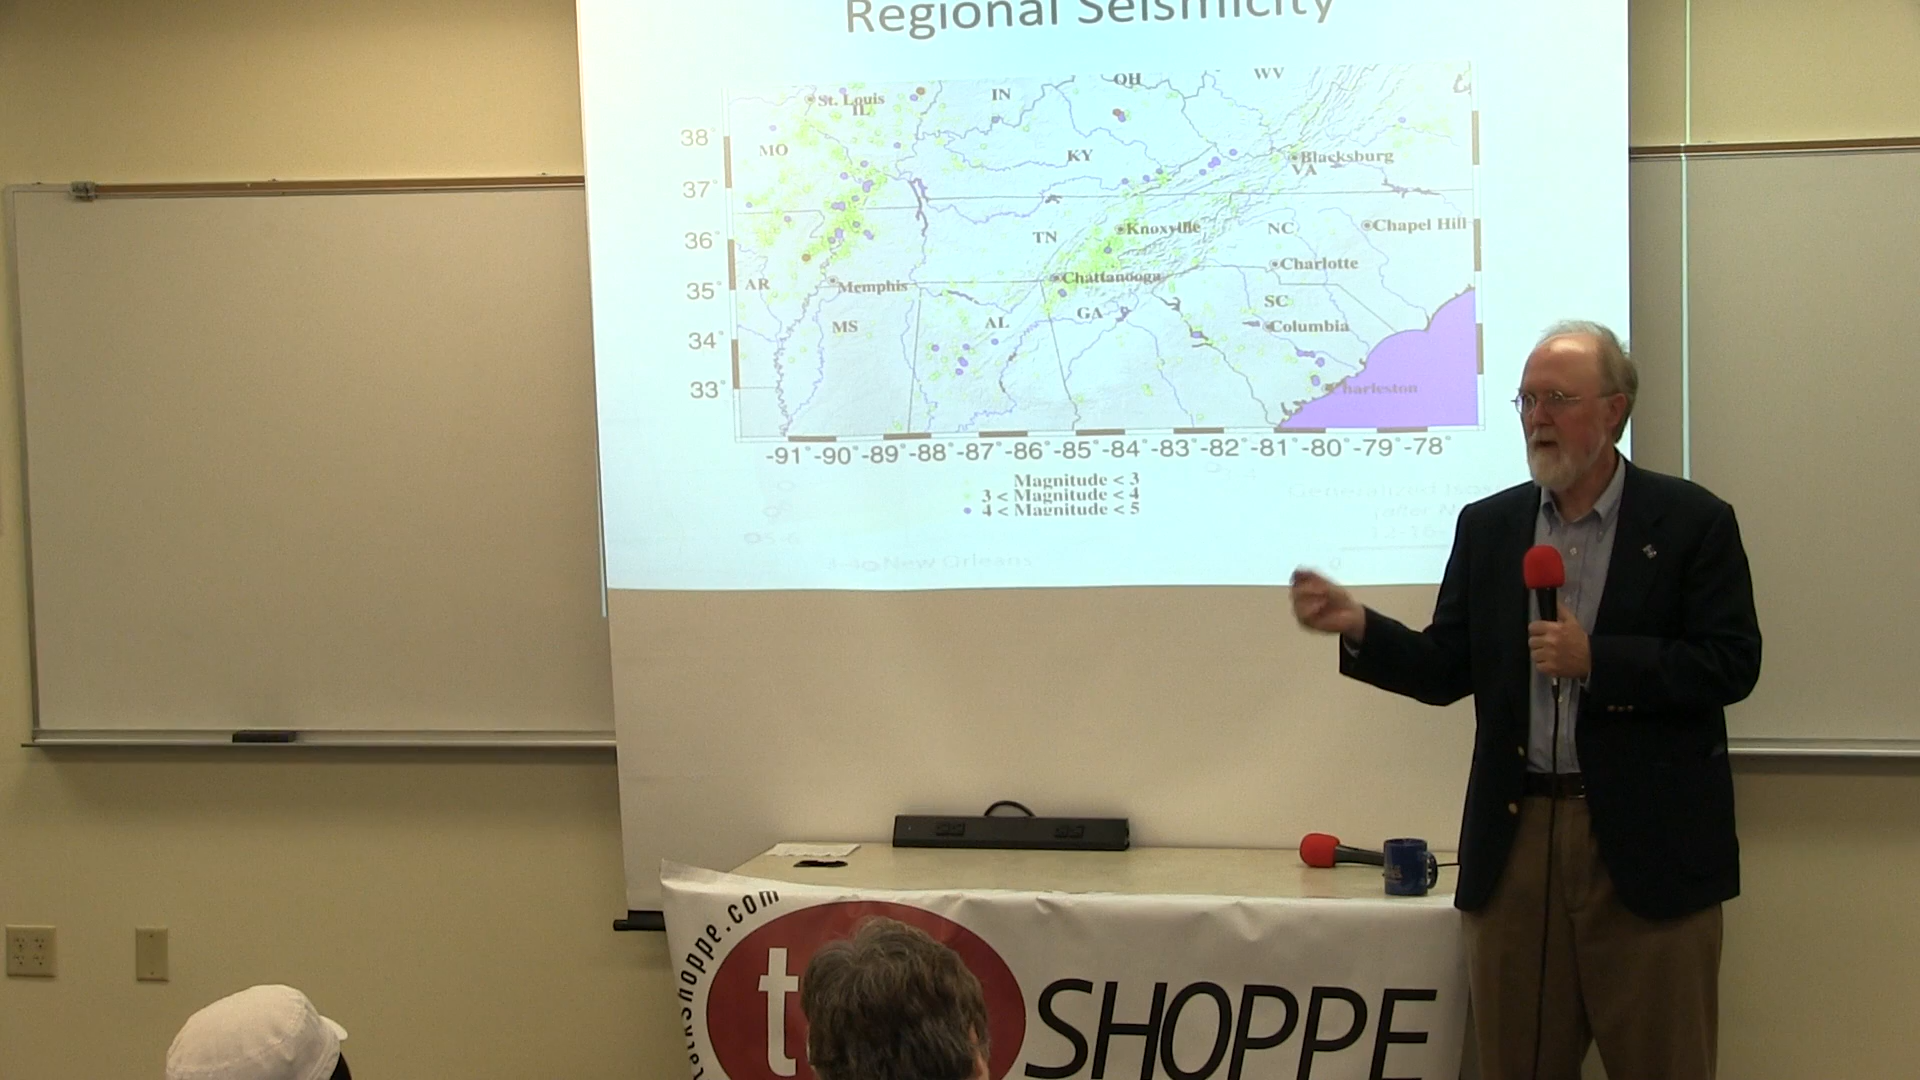 Regional Seismicity
OH
WV
IN
St. Louis
IL
38°
MO
KY
Blacksburg
VA
37°
36°
TN
Knoxville
NC
Chapel Hill
Chattanooga
Charlotte
35°
AR
Memphis
MS
AL
GA
SC
Columbia
34°
33°
Charleston
-91° -90° -89° -88° -87° -86° -85° -84° -83° -82° -81° -80° -79° -78°
Magnitude < 3
3 < Magnitude < 4
4 < Magnitude < 5
New Orleans
SHOPPE